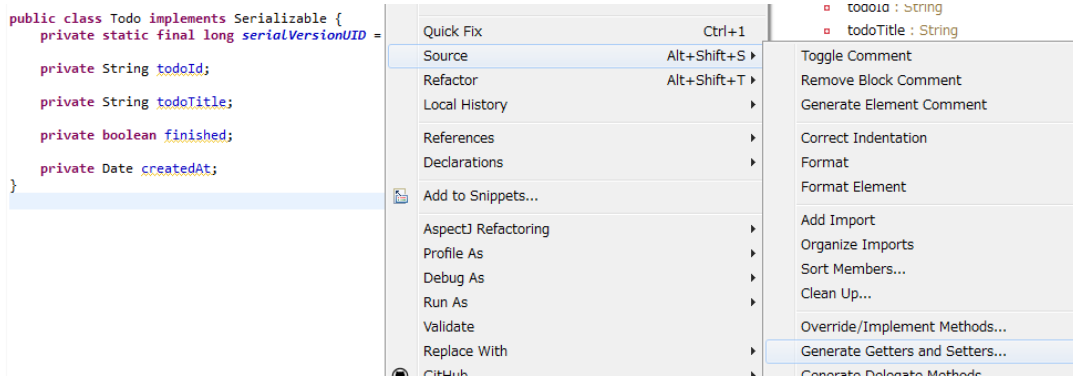 public class Todo implements Serializable {
private static final long serialVersionUID =
private String todoId;
private String todoTitle;
private boolean finished;
private Date createdAt;
}
Quick Fix Ctrl+1
Source Alt+Shift+S
Refactor Alt+Shift+T
Local History
References
Declarations
Add to Snippets...
AspectJ Refactoring
Profile As
Debug As
Run As
Validate
Replace With
GitHub
todoId : String
todoTitle : String
Toggle Comment
Remove Block Comment
Generate Element Comment
Correct Indentation
Format
Format Element
Add Import
Organize Imports
Sort Members...
Clean Up...
Override/Implement Methods...
Generate Getters and Setters...
Generate Delegate Methods